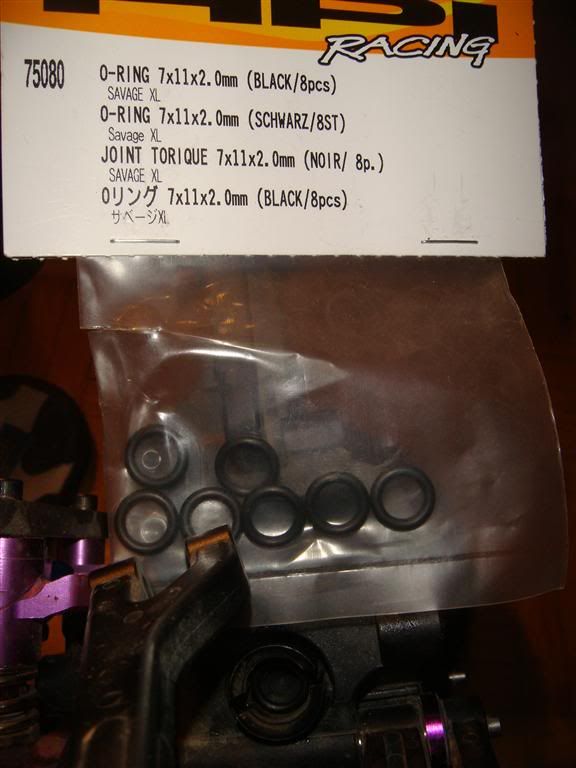 HPI
RACING
75080
O-RING 7x11x2.0mm (BLACK/8pcs)
SAVAGE XL
O-RING 7x11x2.0mm (SCHWARZ/8ST)
Savage XL
JOINT TORIQUE 7x11x2.0mm (NOIR/ 8p.)
SAVAGE XL
Oリング 7x11x2.0mm (BLACK/8pcs)
サベージXL